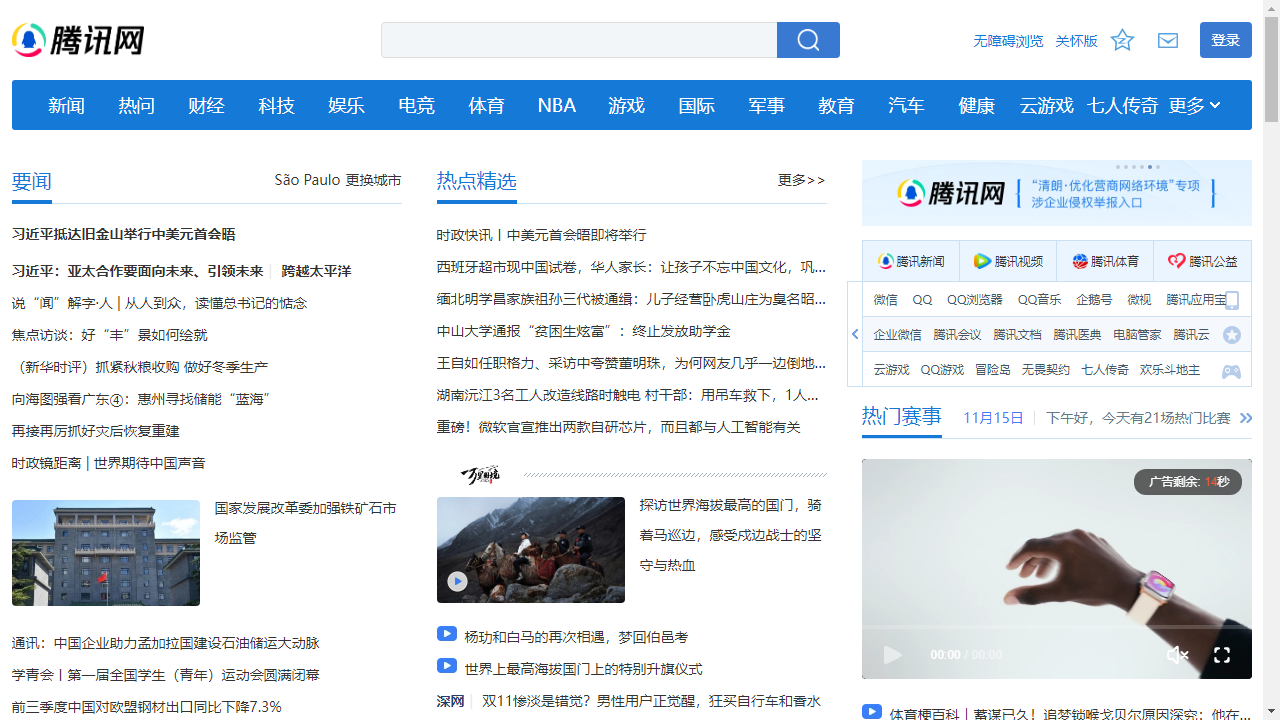 腾讯网
无障碍浏览 关怀版 登录
新闻 热问 财经 科技 娱乐 电竞 体育 NBA 游戏 国际 军事 教育 汽车 健康 云游戏 七人传奇 更多
要闻 São Paulo 更换城市
习近平抵达旧金山举行中美元首会晤
习近平：亚太合作要面向未来、引领未来 跨越太平洋
说“闻”解字·人 | 从人到众，读懂总书记的惦念
焦点访谈：好“丰”景如何绘就
（新华时评）抓紧秋粮收购 做好冬季生产
向海图强看广东④：惠州寻找储能“蓝海”
再接再厉抓好灾后恢复重建
时政镜距离 | 世界期待中国声音
国家发展改革委加强铁矿石市
场监管
通讯：中国企业助力孟加拉国建设石油储运大动脉
学青会丨第一届全国学生（青年）运动会圆满闭幕
前三季度中国对欧盟钢材出口同比下降7.3%
热点精选 更多>>
时政快讯丨中美元首会晤即将举行
西班牙超市现中国试卷，华人家长：让孩子不忘中国文化，巩...
缅北明学昌家族祖孙三代被通缉：儿子经营卧虎山庄为臭名昭...
中山大学通报“贫困生炫富”：终止发放助学金
王自如任职格力、采访中夸赞董明珠，为何网友几乎一边倒地...
湖南沅江3名工人改造线路时触电 村干部：用吊车救下，1人...
重磅！微软官宣推出两款自研芯片，而且都与人工智能有关
万里国境
探访世界海拔最高的国门，骑
着马巡边，感受戍边战士的坚
守与热血
杨玏和白马的再次相遇，梦回伯邑考
世界上最高海拔国门上的特别升旗仪式
深网 双11惨淡是错觉？男性用户正觉醒，狂买自行车和香水
腾讯网 “清朗·优化营商网络环境”专项
涉企业侵权举报入口
腾讯新闻 腾讯视频 腾讯体育 腾讯公益
微信 QQ QQ浏览器 QQ音乐 企鹅号 微视 腾讯应用宝
企业微信 腾讯会议 腾讯文档 腾讯医典 电脑管家 腾讯云
云游戏 QQ游戏 冒险岛 无畏契约 七人传奇 欢乐斗地主
热门赛事 11月15日 下午好，今天有21场热门比赛
广告剩余: 14秒
00:00 / 00:00
体育梗百科丨蓄谋已久！追梦锁喉戈贝尔原因深究：他在...